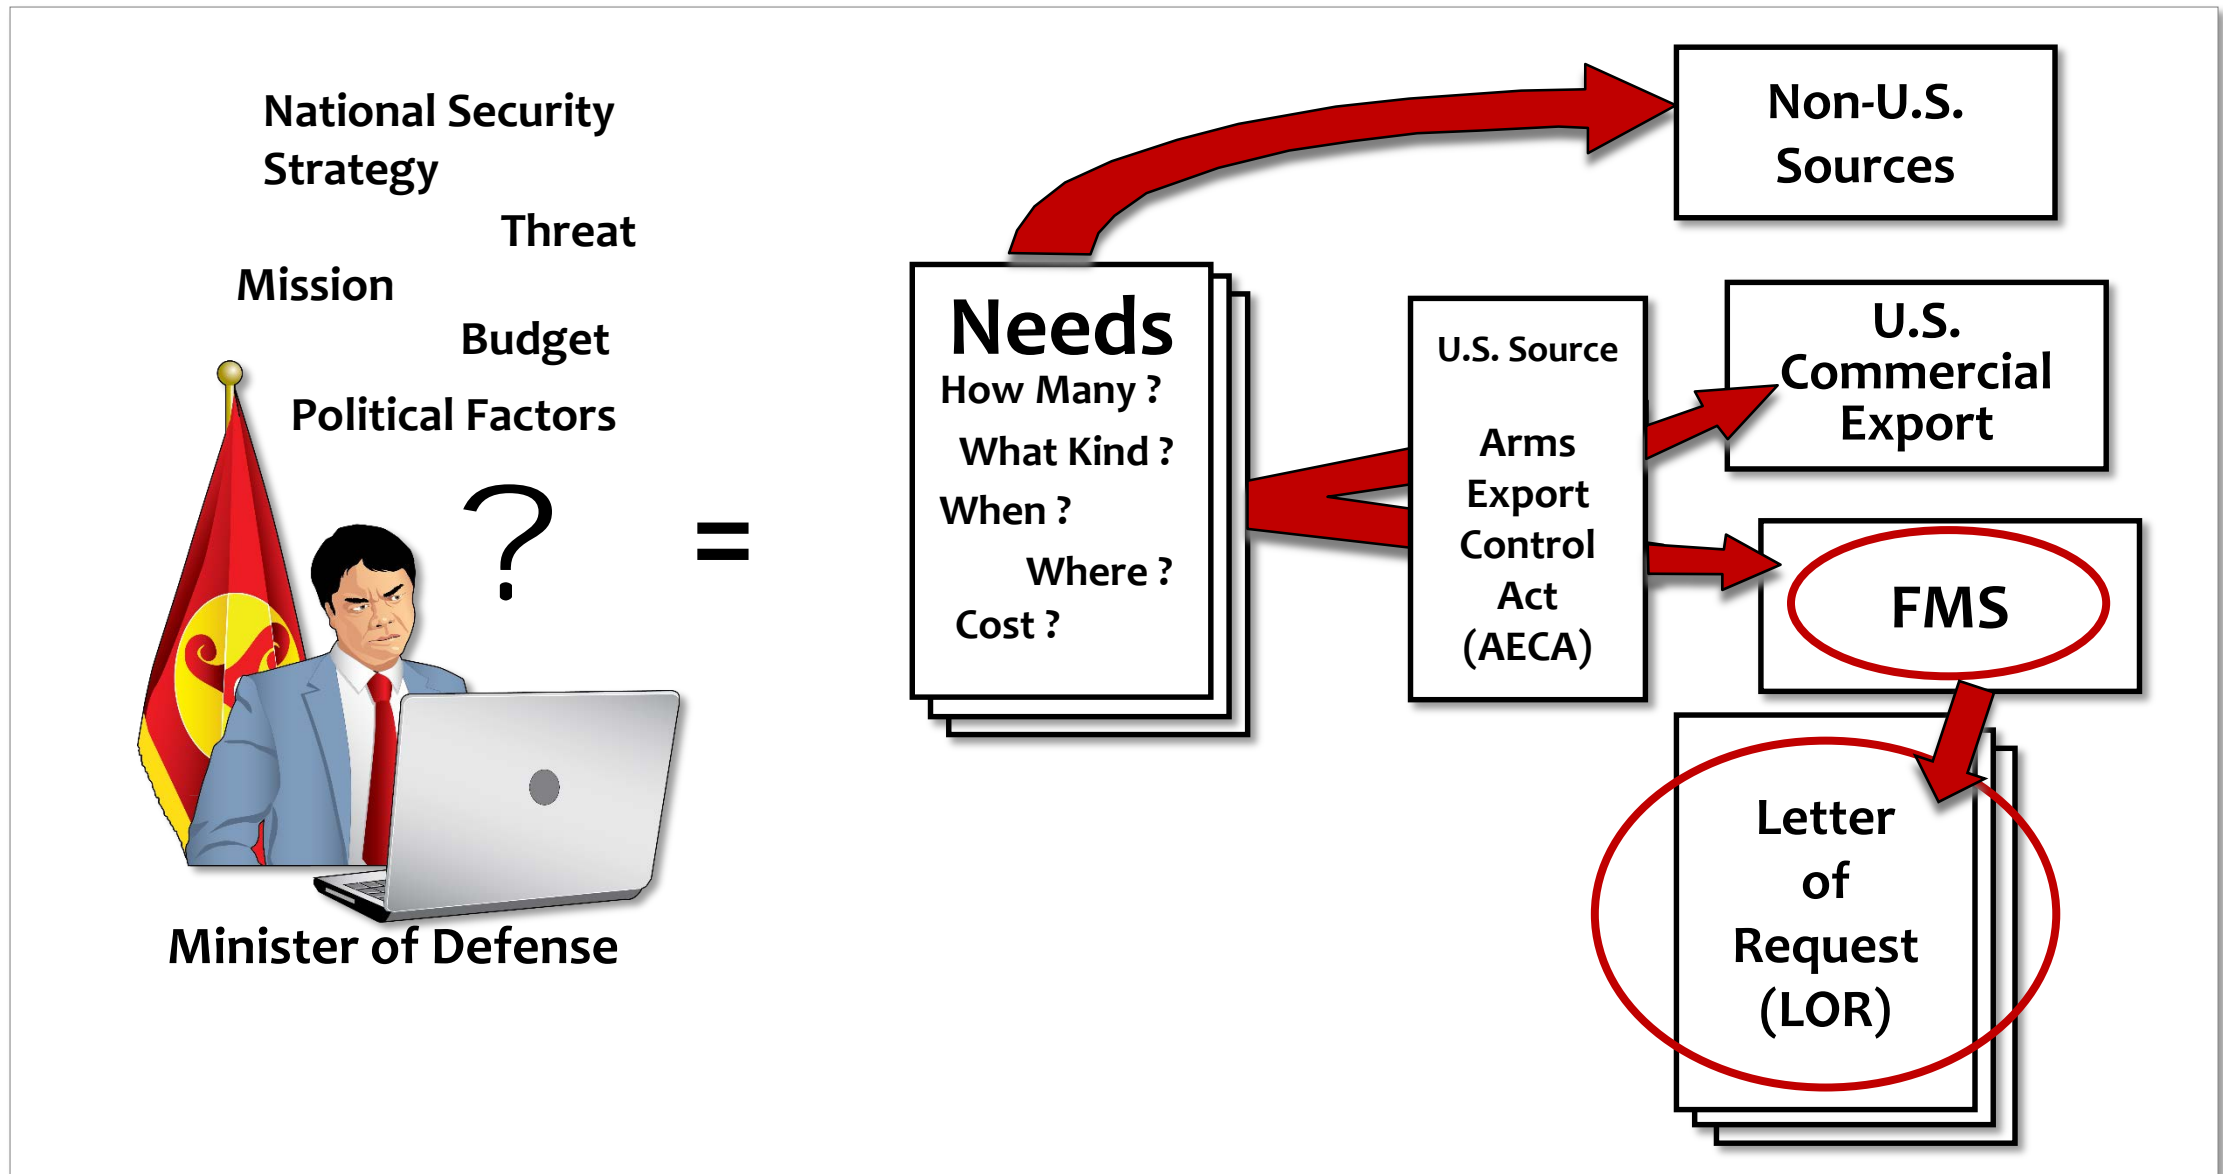 National Security
Strategy
Threat
Mission
Budget
Political Factors
?
=
Minister of Defense
Needs
How Many ?
What Kind ?
When ?
Where ?
Cost ?
Non-U.S.
Sources
U.S. Source
Arms
Export
Control
Act
(AECA)
U.S.
Commercial
Export
FMS
Letter
of
Request
(LOR)